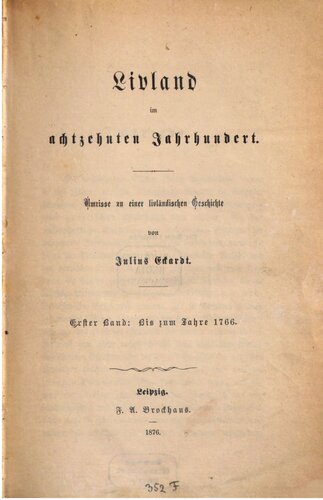 Livland
im
achtzehnten Jahrhundert.
Umrisse zu einer livländischen Geschichte
von
Julius Eckardt.
Erster Band: Bis zum Jahre 1766.
Leipzig.
F. A. Brockhaus.
1876.
352 F